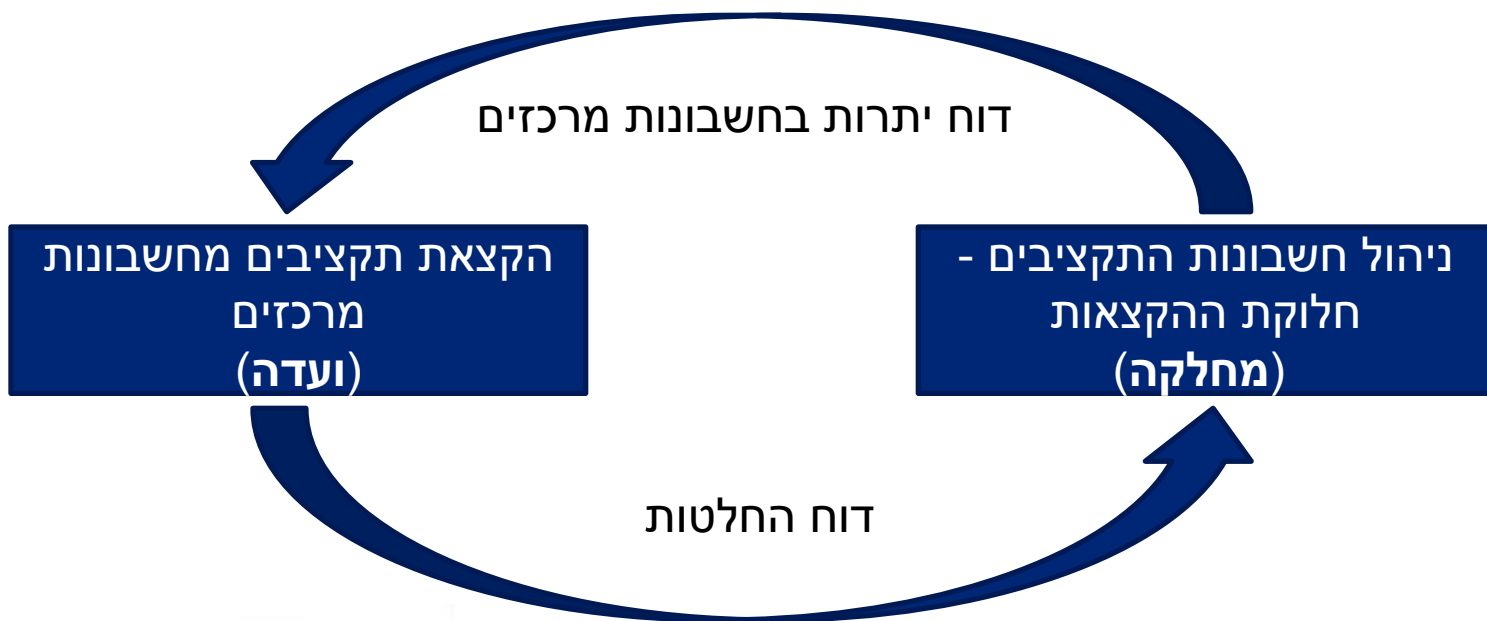 דוח יתרות בחשבונות מרכזים
ניהול חשבונות התקציבים -
חלוקת ההקצאות
(מחלקה)
הקצאת תקציבים מחשבונות
מרכזים
(ועדה)
דוח החלטות